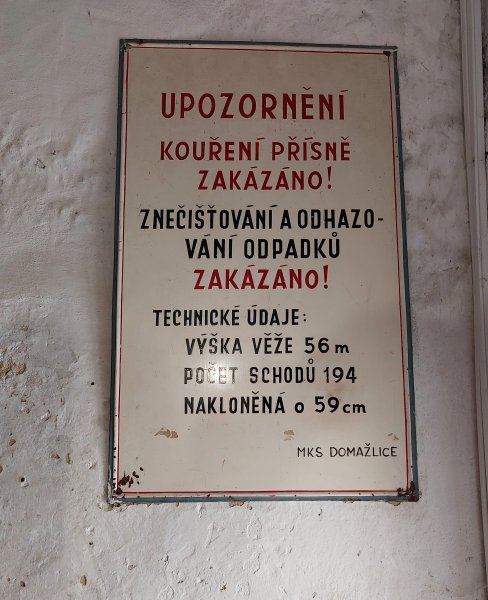 UPOZORNĚNÍ
KOUŘENÍ PŘÍSNĚ
ZAKÁZÁNO!
ZNEČIŠŤOVÁNÍ A ODHAZO-
VÁNÍ ODPADKŮ
ZAKÁZÁNO!
TECHNICKÉ ÚDAJE:
VÝŠKA VĚŽE 56 m
POČET SCHODŮ 194
NAKLONĚNÁ o 59 cm
MKS DOMAŽLICE